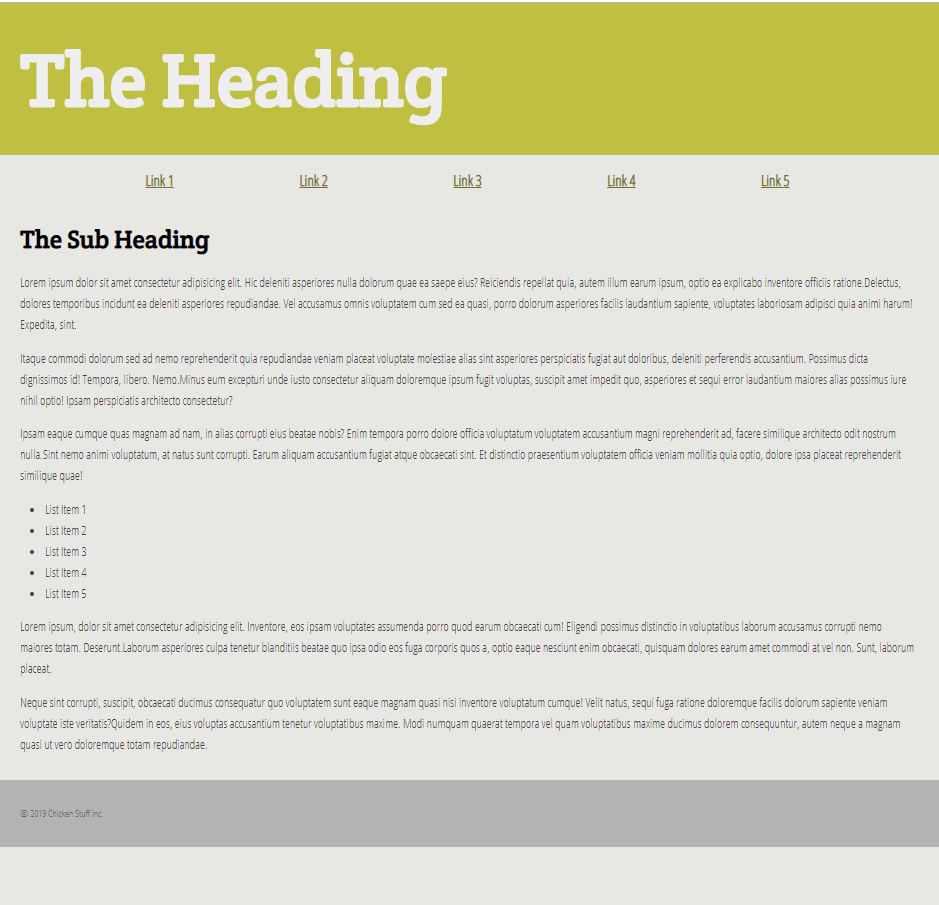 The Heading
Link 1 Link 2 Link 3 Link 4 Link 5
The Sub Heading
Lorem ipsum dolor sit amet consectetur adipisicing elit. Hic deleniti asperiores nulla dolorum quae ea saepe eius? Reiciendis repellat quia, autem illum earum ipsum, optio ea explicabo inventore officiis ratione.Delectus,
dolores temporibus incidunt ea deleniti asperiores repudiandae. Vel accusamus omnis voluptatem cum sed ea quasi, porro dolorum asperiores facilis laudantium sapiente, voluptates laboriosam adipisci quia animi harum!
Expedita, sint.
Itaque commodi dolorum sed ad nemo reprehenderit quia repudiandae veniam placeat voluptate molestiae alias sint asperiores perspiciatis fugiat aut doloribus, deleniti perferendis accusantium. Possimus dicta
dignissimos id! Tempora, libero. Nemo.Minus eum excepturi unde iusto consectetur aliquam doloremque ipsum fugit voluptas, suscipit amet impedit quo, asperiores et sequi error laudantium maiores alias possimus iure
nihil optio! Ipsam perspiciatis architecto consectetur?
Ipsam eaque cumque quas magnam ad nam, in alias corrupti eius beatae nobis? Enim tempora porro dolore officia voluptatum voluptatem accusantium magni reprehenderit ad, facere similique architecto odit nostrum
nulla.Sint nemo animi voluptatum, at natus sunt corrupti. Earum aliquam accusantium fugiat atque obcaecati sint. Et distinctio praesentium voluptatem officia veniam mollitia quia optio, dolore ipsa placeat reprehenderit
similique quae!
• List Item 1
• List Item 2
• List Item 3
• List Item 4
• List Item 5
Lorem ipsum, dolor sit amet consectetur adipisicing elit. Inventore, eos ipsam voluptates assumenda porro quod earum obcaecati cum! Eligendi possimus distinctio in voluptatibus laborum accusamus corrupti nemo
maiores totam. Deserunt.Laborum asperiores culpa tenetur blanditiis beatae quo ipsa odio eos fuga corporis quos a, optio eaque nesciunt enim obcaecati, quisquam dolores earum amet commodi at vel non. Sunt, laborum
placeat.
Neque sint corrupti, suscipit, obcaecati ducimus consequatur quo voluptatem sunt eaque magnam quasi nisi inventore voluptatum cumque! Velit natus, sequi fuga ratione doloremque facilis dolorum sapiente veniam
voluptate iste veritatis?Quidem in eos, eius voluptas accusantium tenetur voluptatibus maxime. Modi numquam quaerat tempora vel quam voluptatibus maxime ducimus dolorem consequuntur, autem neque a magnam
quasi ut vero doloremque totam repudiandae.
© 2019 Chicken Stuff Inc.